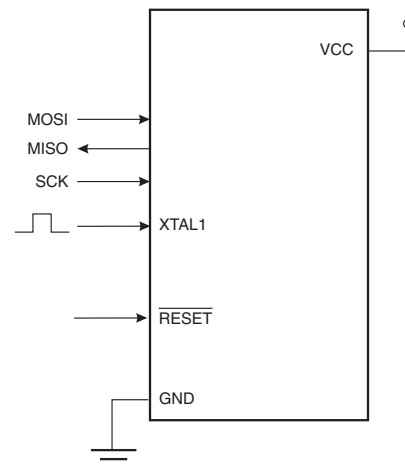 VCC
MOSI
MISO
SCK
XTAL1
RESET
GND